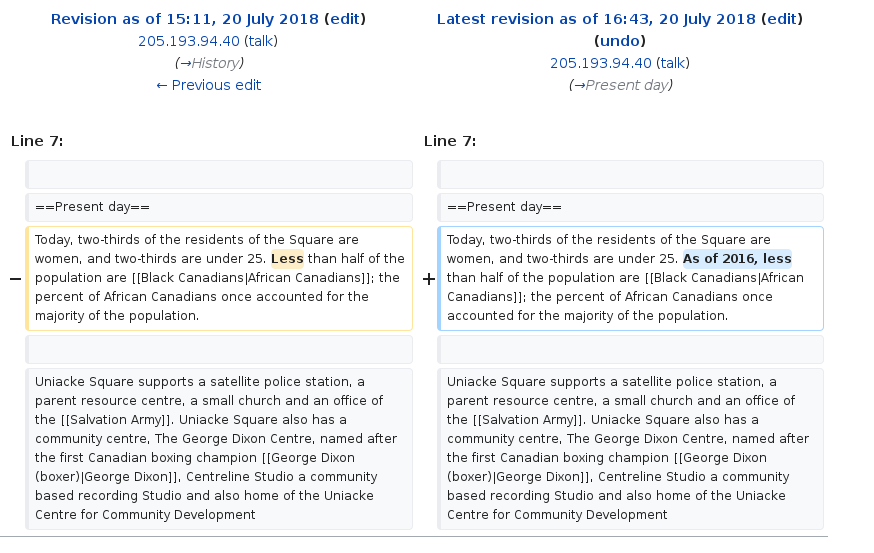 Revision as of 15:11, 20 July 2018 (edit)
205.193.94.40 (talk)
(→History)
← Previous edit
Latest revision as of 16:43, 20 July 2018 (edit)
(undo)
205.193.94.40 (talk)
(→Present day)
Line 7:
Line 7:
==Present day==
==Present day==
−
Today, two-thirds of the residents of the Square are
women, and two-thirds are under 25. Less than half of the
population are [[Black Canadians|African Canadians]]; the
percent of African Canadians once accounted for the
majority of the population.
+
Today, two-thirds of the residents of the Square are
women, and two-thirds are under 25. As of 2016, less
than half of the population are [[Black Canadians|African
Canadians]]; the percent of African Canadians once
accounted for the majority of the population.
Uniacke Square supports a satellite police station, a
parent resource centre, a small church and an office of
the [[Salvation Army]]. Uniacke Square also has a
community centre, The George Dixon Centre, named after
the first Canadian boxing champion [[George Dixon
(boxer)|George Dixon]], Centreline Studio a community
based recording Studio and also home of the Uniacke
Centre for Community Development
Uniacke Square supports a satellite police station, a
parent resource centre, a small church and an office of
the [[Salvation Army]]. Uniacke Square also has a
community centre, The George Dixon Centre, named after
the first Canadian boxing champion [[George Dixon
(boxer)|George Dixon]], Centreline Studio a community
based recording Studio and also home of the Uniacke
Centre for Community Development